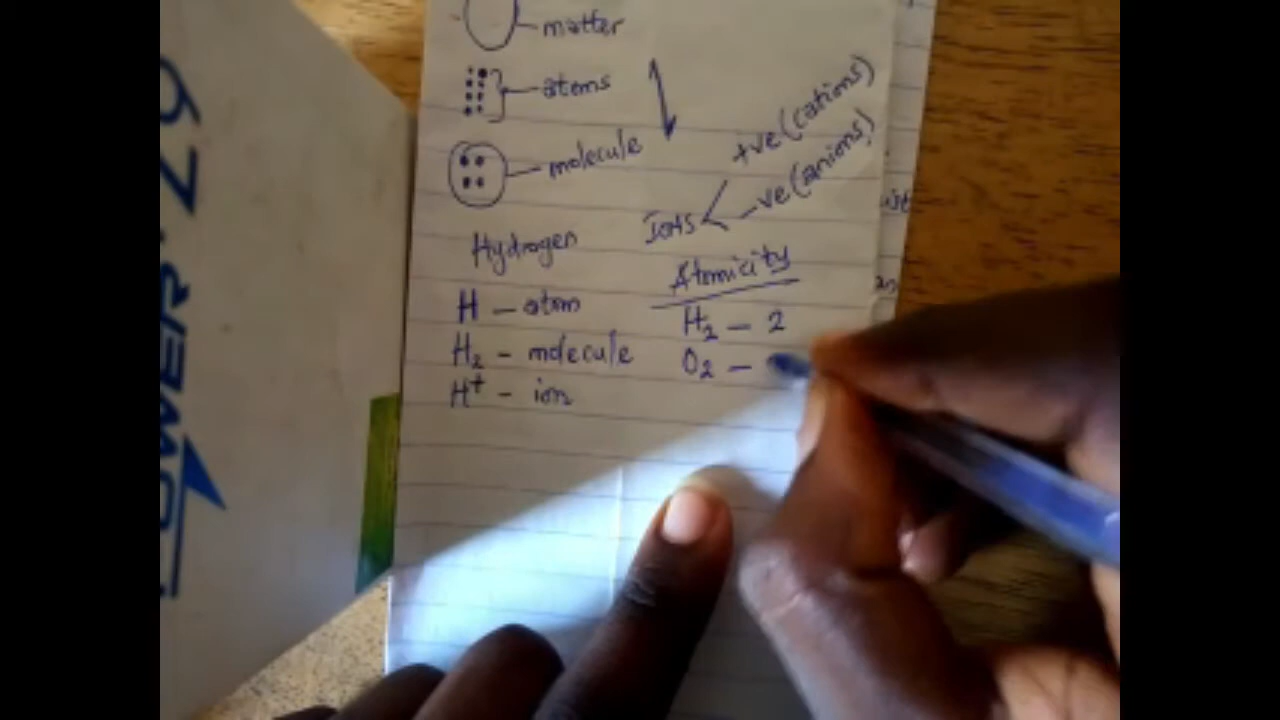 matter
atoms
molecule
+ve (cations)
Ions
-ve (anions)
Hydrogen
H - atom
H₂ - molecule
H⁺ - ion
Atomicity
H₂ - 2
O₂ -